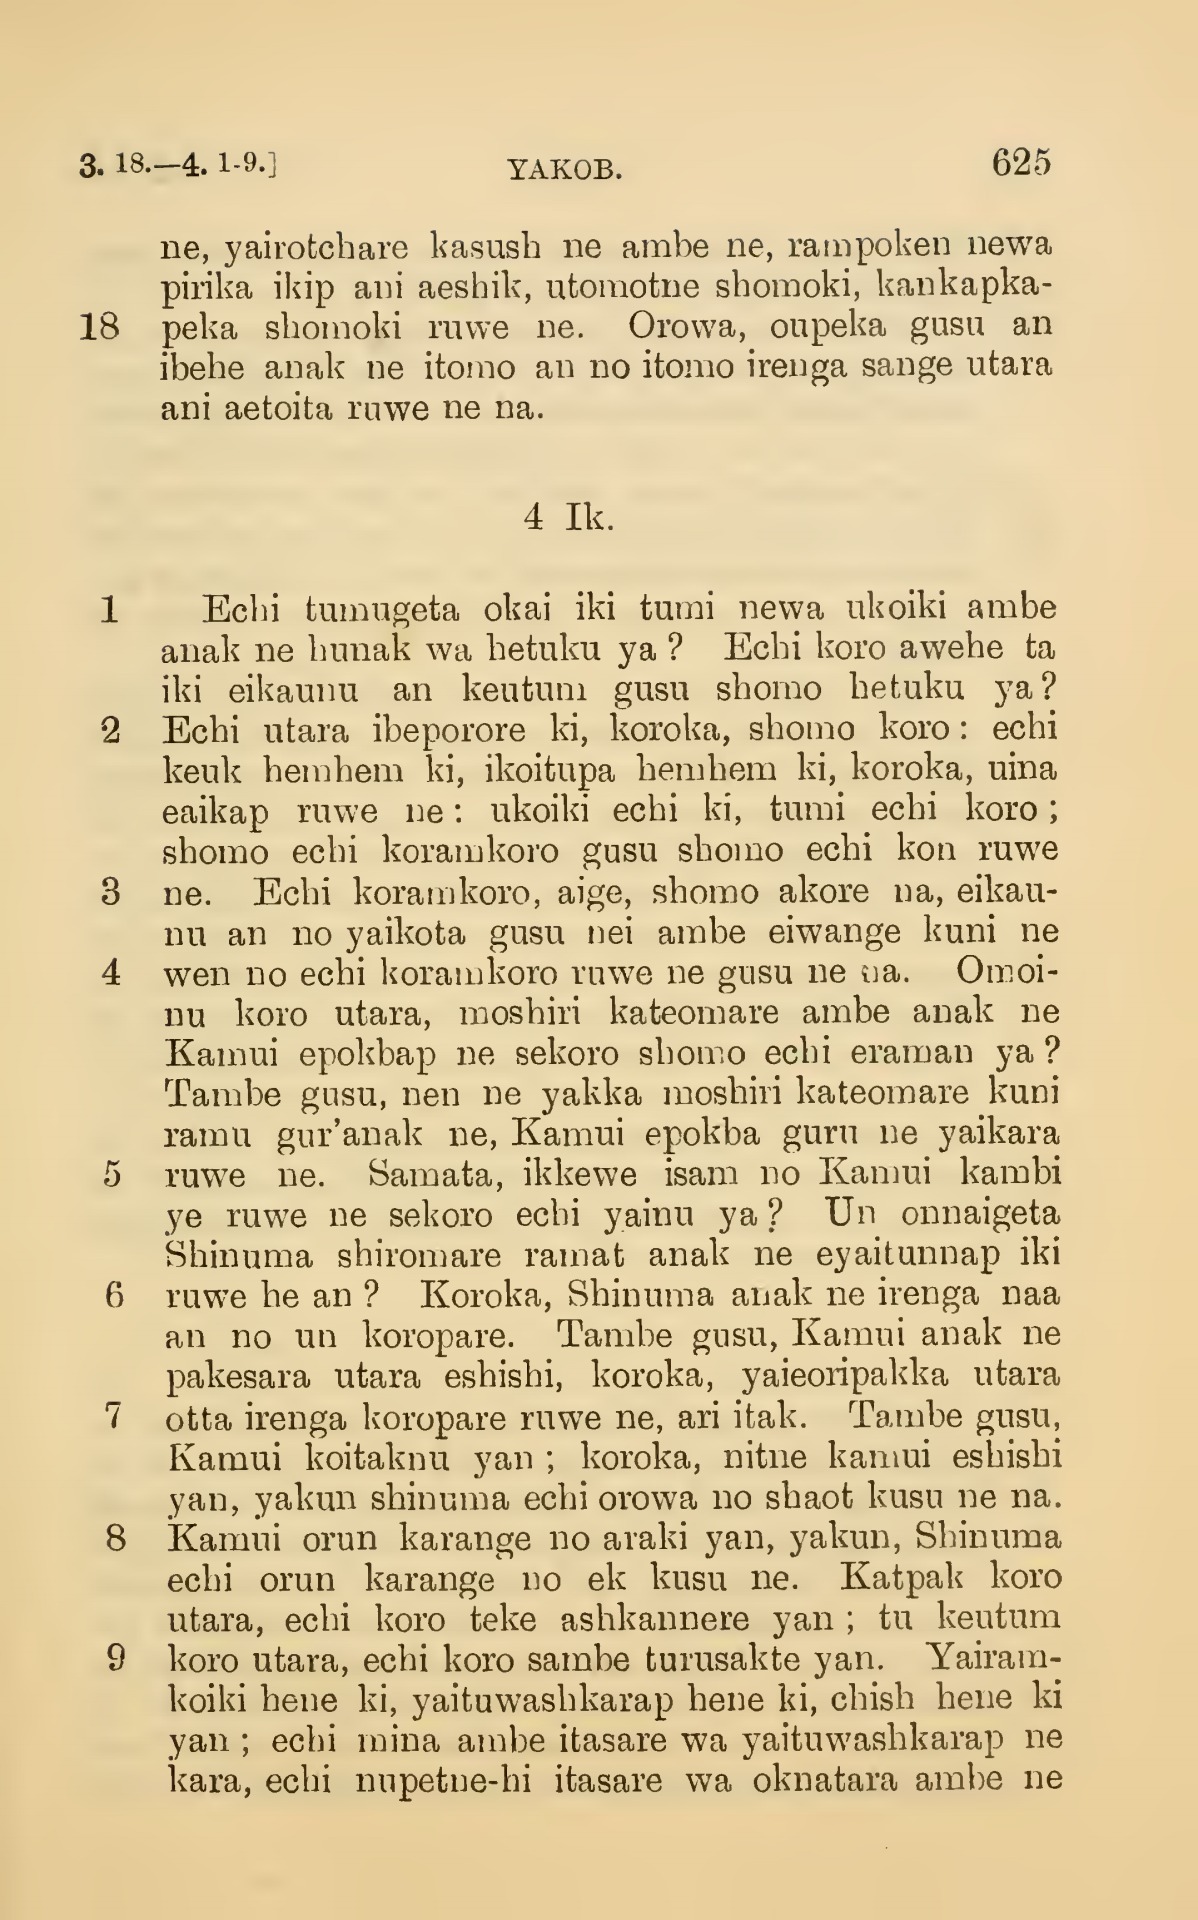 3. 18.—4. 1-9.] YAKOB. 625
ne, yairotchare kasush ne ambe ne, rampoken newa
pirika ikip ani aeshik, utomotne shomoki, kankapka-
18 peka shomoki ruwe ne. Orowa, oupeka gusu an
ibehe anak ne itomo an no itomo irenga sange utara
ani aetoita ruwe ne na.
4 Ik.
1 Echi tumugeta okai iki tumi newa ukoiki ambe
anak ne hunak wa hetuku ya? Echi koro awehe ta
iki eikaunu an keutum gusu shomo hetuku ya?
2 Echi utara ibeporore ki, koroka, shomo koro: echi
keuk hemhem ki, ikoitupa hemhem ki, koroka, uina
eaikap ruwe ne: ukoiki echi ki, tumi echi koro;
shomo echi koramkoro gusu shomo echi kon ruwe
3 ne. Echi koramkoro, aige, shomo akore na, eikau-
nu an no yaikota gusu nei ambe eiwange kuni ne
4 wen no echi koramkoro ruwe ne gusu ne na. Omoi-
nu koro utara, moshiri kateomare ambe anak ne
Kamui epokbap ne sekoro shomo echi eraman ya?
Tambe gusu, nen ne yakka moshiri kateomare kuni
ramu gur'anak ne, Kamui epokba guru ne yaikara
5 ruwe ne. Samata, ikkewe isam no Kamui kambi
ye ruwe ne sekoro echi yainu ya? Un onnaigeta
Shinuma shiromare ramat anak ne eyaitunnap iki
6 ruwe he an? Koroka, Shinuma anak ne irenga naa
an no un koropare. Tambe gusu, Kamui anak ne
pakesara utara eshishi, koroka, yaieoripakka utara
7 otta irenga koropare ruwe ne, ari itak. Tambe gusu,
Kamui koitaknu yan; koroka, nitne kamui eshishi
yan, yakun shinuma echi orowa no shaot kusu ne na.
8 Kamui orun karange no araki yan, yakun, Shinuma
echi orun karange no ek kusu ne. Katpak koro
utara, echi koro teke ashkannere yan; tu keutum
9 koro utara, echi koro sambe turusakte yan. Yairam-
koiki hene ki, yaituwashkarap hene ki, chish hene ki
yan; echi mina ambe itasare wa yaituwashkarap ne
kara, echi nupetne-hi itasare wa oknatara ambe ne